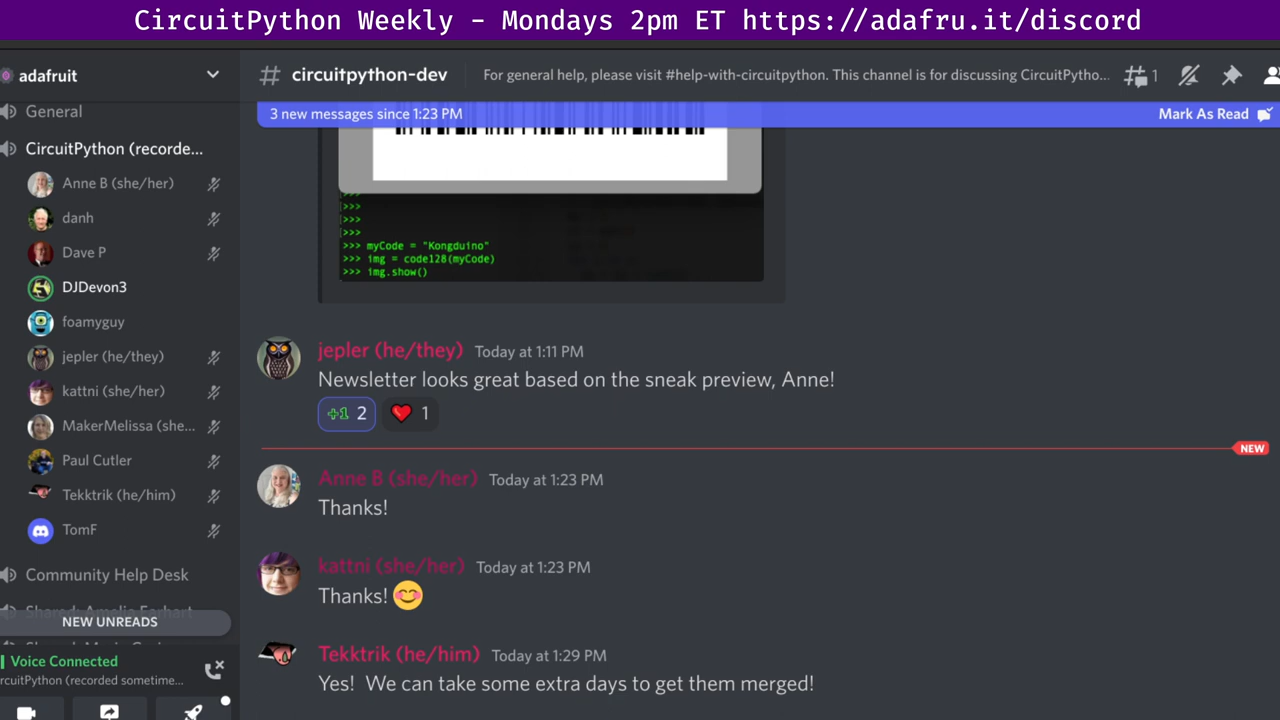 CircuitPython Weekly – Mondays 2pm ET https://adafru.it/discord
adafruit
# circuitpython-dev
For general help, please visit #help-with-circuitpython. This channel is for discussing CircuitPytho...
1
General
3 new messages since 1:23 PM
Mark As Read
CircuitPython (recorde...
Anne B (she/her)
danh
Dave P
DJDevon3
foamyguy
jepler (he/they)
kattni (she/her)
MakerMelissa (she...
Paul Cutler
Tekktrik (he/him)
TomF
Community Help Desk
Shared: Amelia Earhart
NEW UNREADS
Voice Connected
rcuitPython (recorded sometime...
>>>
>>>
>>>
>>>
>>> myCode = "Kongduino"
>>> img = code128(myCode)
>>> img.show()
jepler (he/they) Today at 1:11 PM
Newsletter looks great based on the sneak preview, Anne!
+1 2 1
NEW
Anne B (she/her) Today at 1:23 PM
Thanks!
kattni (she/her) Today at 1:23 PM
Thanks! 😊
Tekktrik (he/him) Today at 1:29 PM
Yes! We can take some extra days to get them merged!